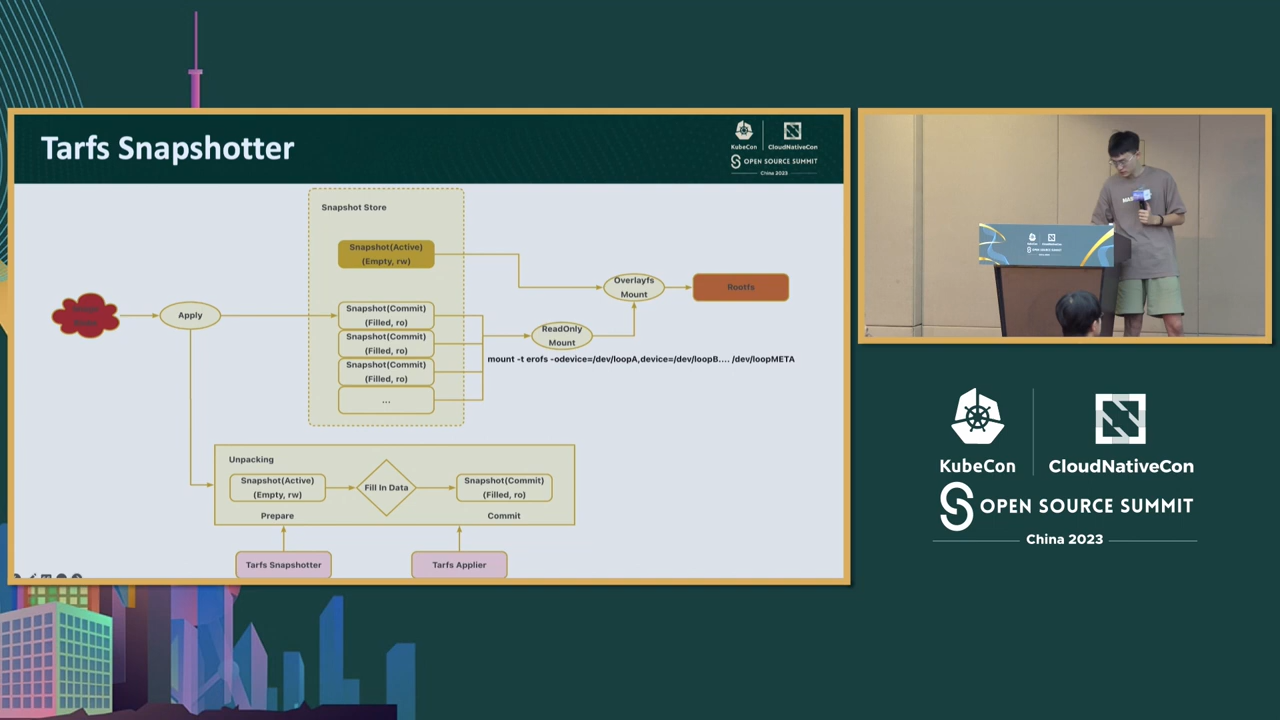 Tarfs Snapshotter
KubeCon
CloudNativeCon
OPEN SOURCE SUMMIT
China 2023
Snapshot Store
Snapshot(Active)
(Empty, rw)
Snapshot(Commit)
(Filled, ro)
Snapshot(Commit)
(Filled, ro)
Snapshot(Commit)
(Filled, ro)
...
Apply
Overlayfs
Mount
Rootfs
ReadOnly
Mount
mount -t erofs -odevice=/dev/loopA,device=/dev/loopB.... /dev/loopMETA
Unpacking
Snapshot(Active)
(Empty, rw)
Fill In Data
Snapshot(Commit)
(Filled, ro)
Prepare
Commit
Tarfs Snapshotter
Tarfs Applier
KubeCon
CloudNativeCon
OPEN SOURCE SUMMIT
China 2023